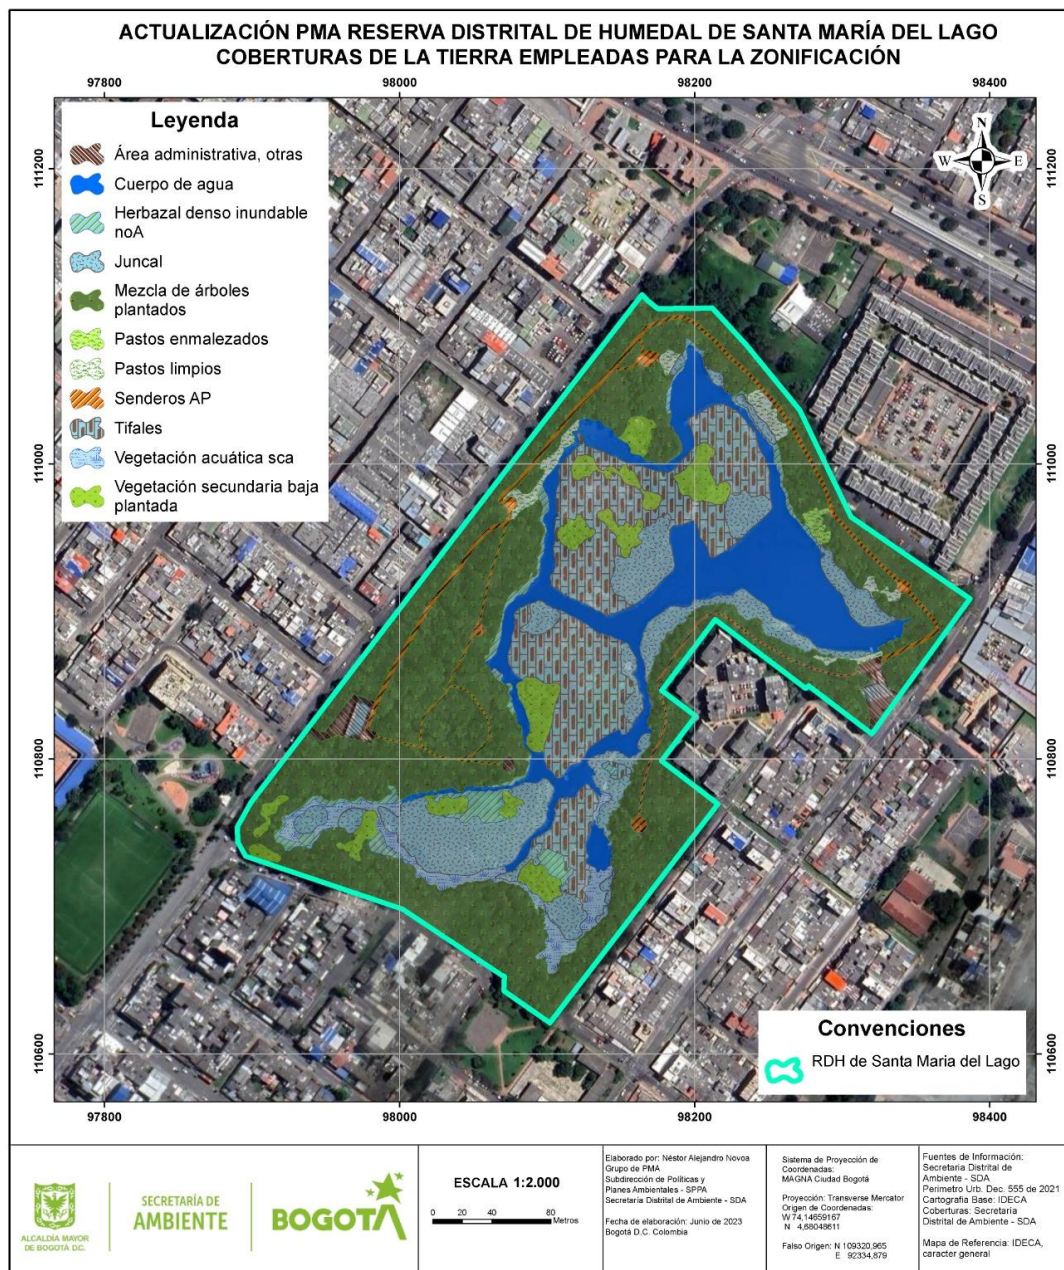 ACTUALIZACIÓN PMA RESERVA DISTRITAL DE HUMEDAL DE SANTA MARÍA DEL LAGO
COBERTURAS DE LA TIERRA EMPLEADAS PARA LA ZONIFICACIÓN
97800
98000
98200
98400
Leyenda
Área administrativa, otras
Cuerpo de agua
Herbazal denso inundable
noA
Juncal
Mezcla de árboles
plantados
Pastos enmalezados
Pastos limpios
Senderos AP
Tifales
Vegetación acuática sca
Vegetación secundaria baja
plantada
N
W
E
S
111200
111200
111000
111000
110800
110800
110600
110600
Convenciones
RDH de Santa Maria del Lago
97800
98000
98200
98400
ALCALDÍA MAYOR
DE BOGOTÁ D.C.
SECRETARÍA DE
AMBIENTE
BOGOTÁ
ESCALA 1:2.000
0 20 40 80
Metros
Elaborado por: Néstor Alejandro Novoa
Grupo de PMA
Subdirección de Políticas y
Planes Ambientales - SPPA
Secretaría Distrital de Ambiente - SDA
Fecha de elaboración: Junio de 2023
Bogotá D.C. Colombia
Sistema de Proyección de
Coordenadas:
MAGNA Ciudad Bogotá
Proyección: Transverse Mercator
Origen de Coordenadas:
W 74,14659167
N 4,68048611
Falso Origen: N 109320,965
E 92334,879
Fuentes de Información:
Secretaria Distrital de
Ambiente - SDA
Perimetro Urb. Dec. 555 de 2021
Cartografia Base: IDECA
Coberturas: Secretaría
Distrital de Ambiente - SDA
Mapa de Referencia: IDECA,
caracter general